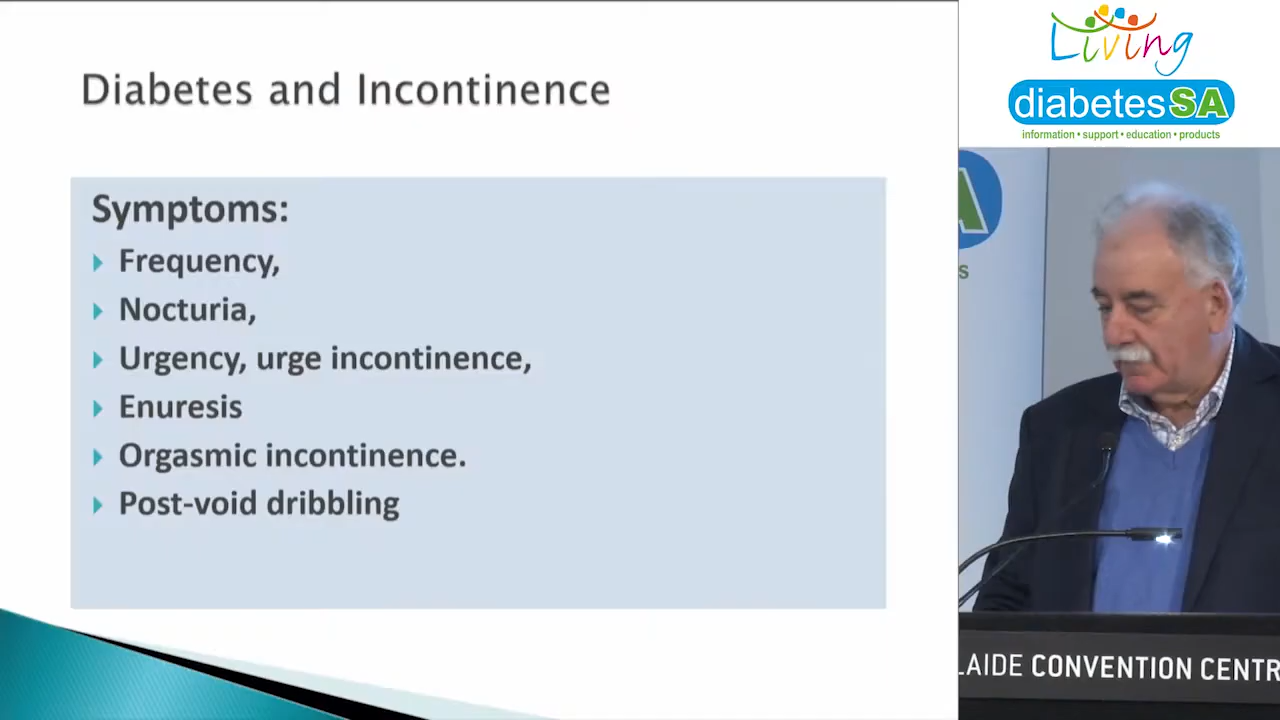 Diabetes and Incontinence
Symptoms:
Frequency,
Nocturia,
Urgency, urge incontinence,
Enuresis
Orgasmic incontinence.
Post-void dribbling
Living
diabetesSA
information • support • education • products
A
s
LAIDE CONVENTION CENTR